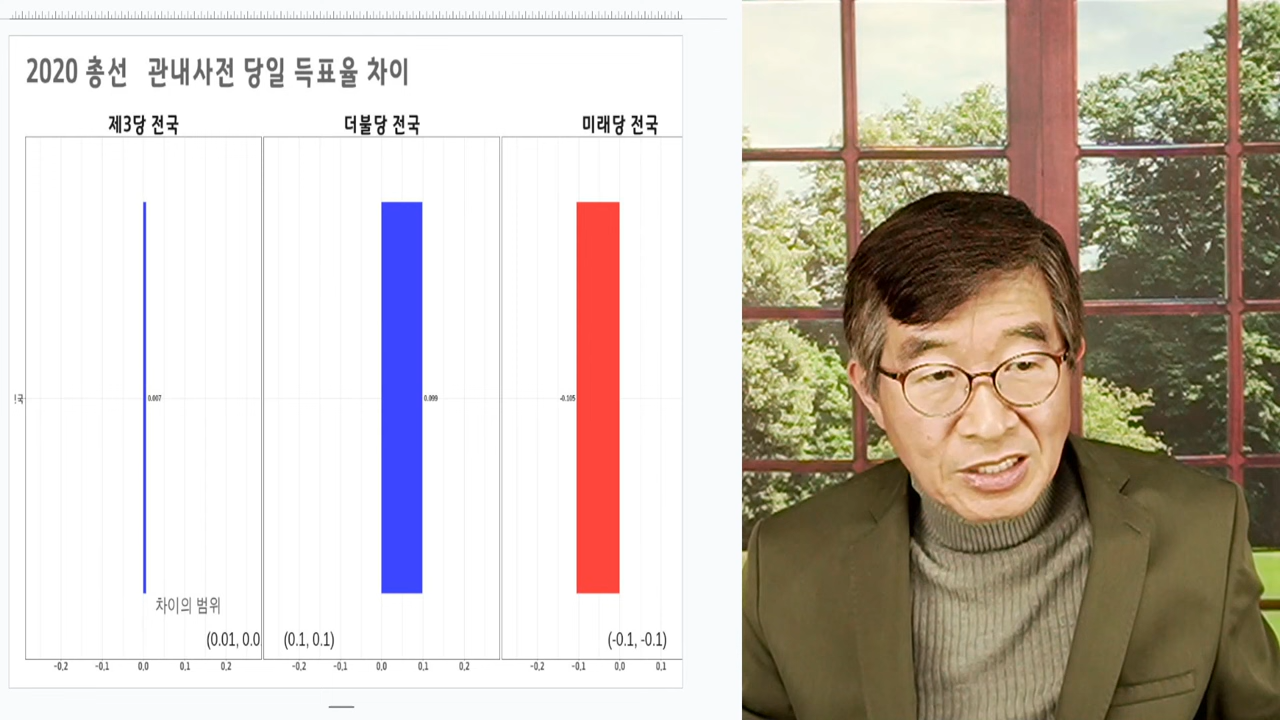 2020 총선 관내사전 당일 득표율 차이
제3당 전국 더불당 전국 미래당 전국
0.007 0.099 -0.105
차이의 범위
(0.01, 0.0 (0.1, 0.1) (-0.1, -0.1)
-0,2 -0,1 0,0 0,1 0,2 -0,2 -0,1 0,0 0,1 0,2 -0,2 -0,1 0,0 0,1